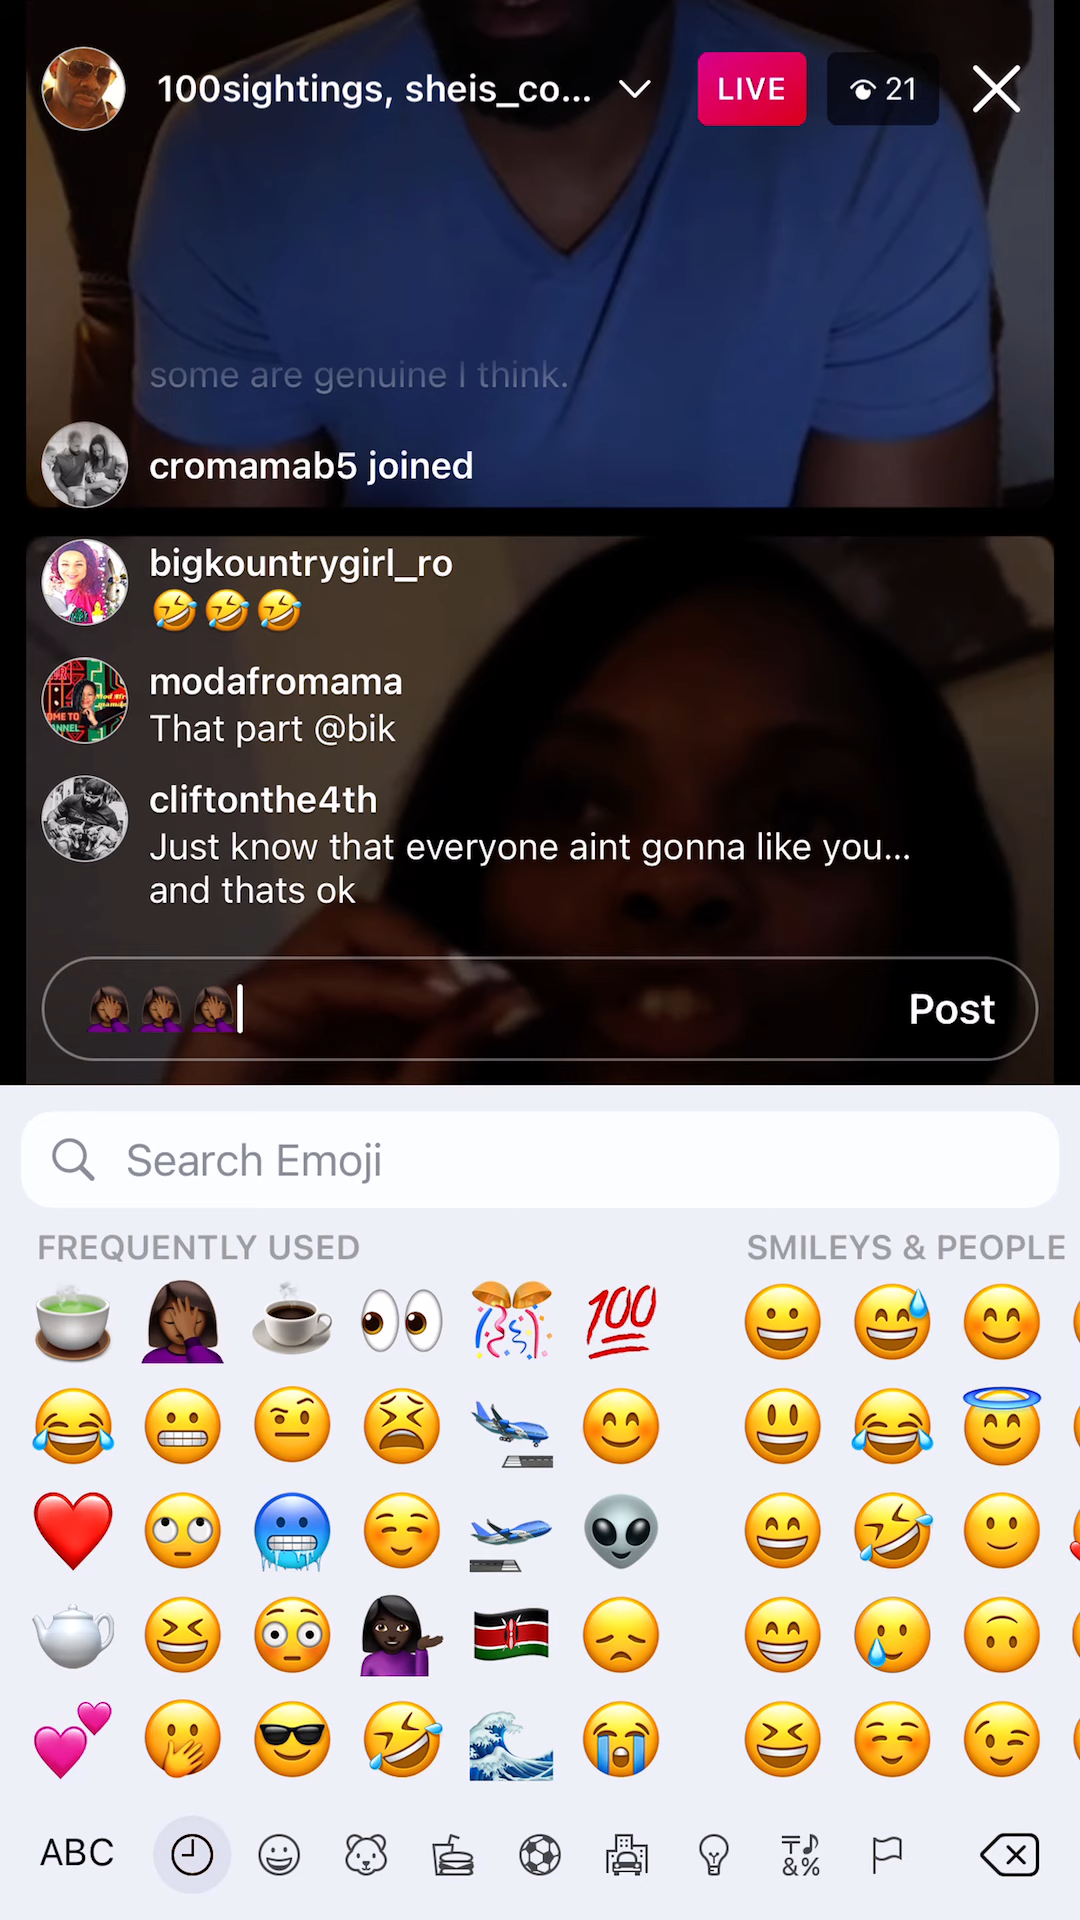 100sightings, sheis_co...
LIVE
21
some are genuine I think.
cromamab5 joined
bigkountrygirl_ro
🤣🤣🤣
modafromama
That part @bik
cliftonthe4th
Just know that everyone aint gonna like you...
and thats ok
🤦🏾‍♀️🤦🏾‍♀️🤦🏾‍♀️
Post
Search Emoji
FREQUENTLY USED
SMILEYS & PEOPLE
ABC